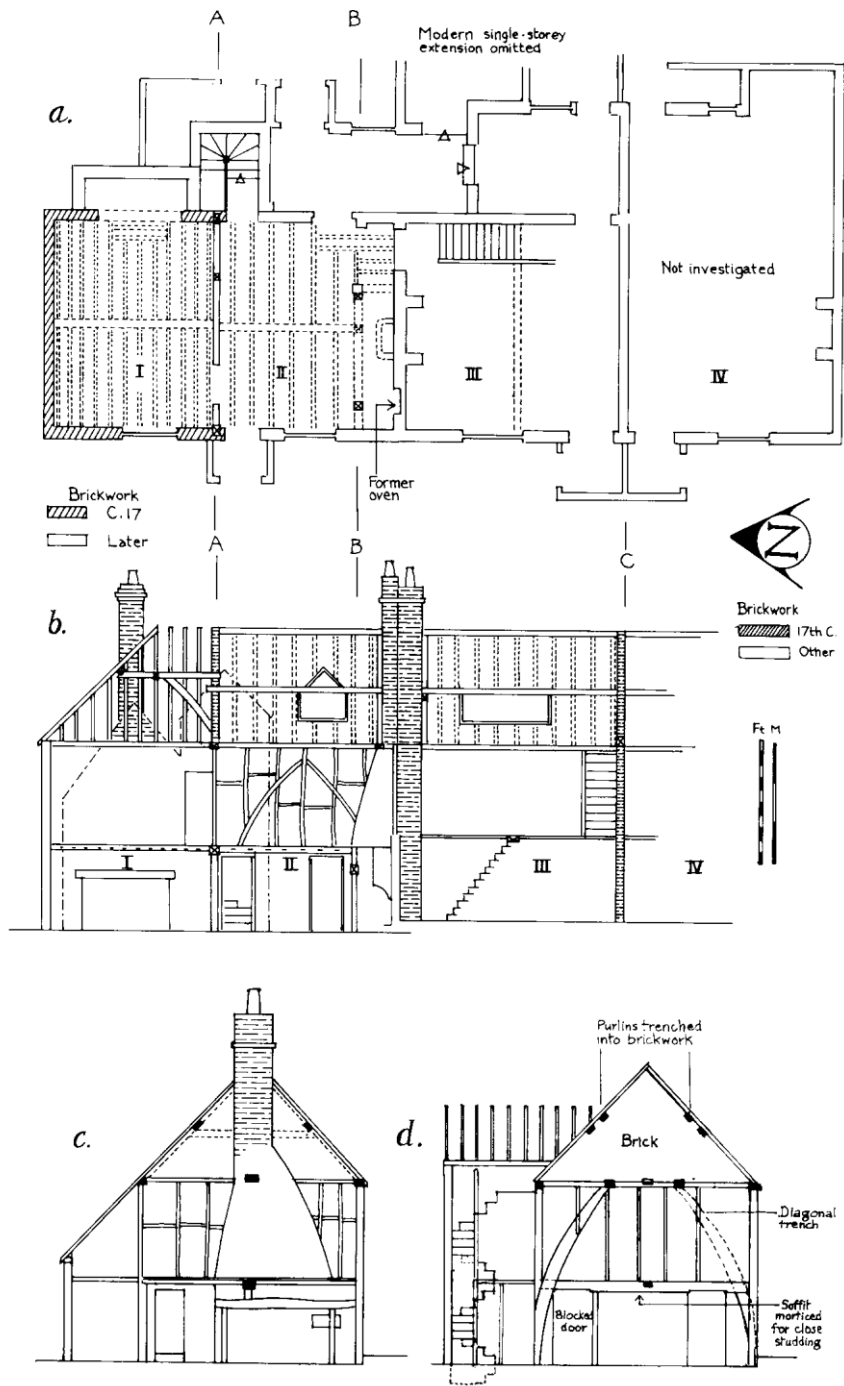 A
B
Modern single-storey
extension omitted
a.
Not investigated
I
II
III
IV
Former
oven
Brickwork
C.17
Later
A
B
C
N
b.
Brickwork
17th C.
Other
Ft M
I
II
III
IV
Purlins trenched
into brickwork
c.
d.
Brick
Diagonal
trench
Blocked
door
Soffit
morticed
for close
studding